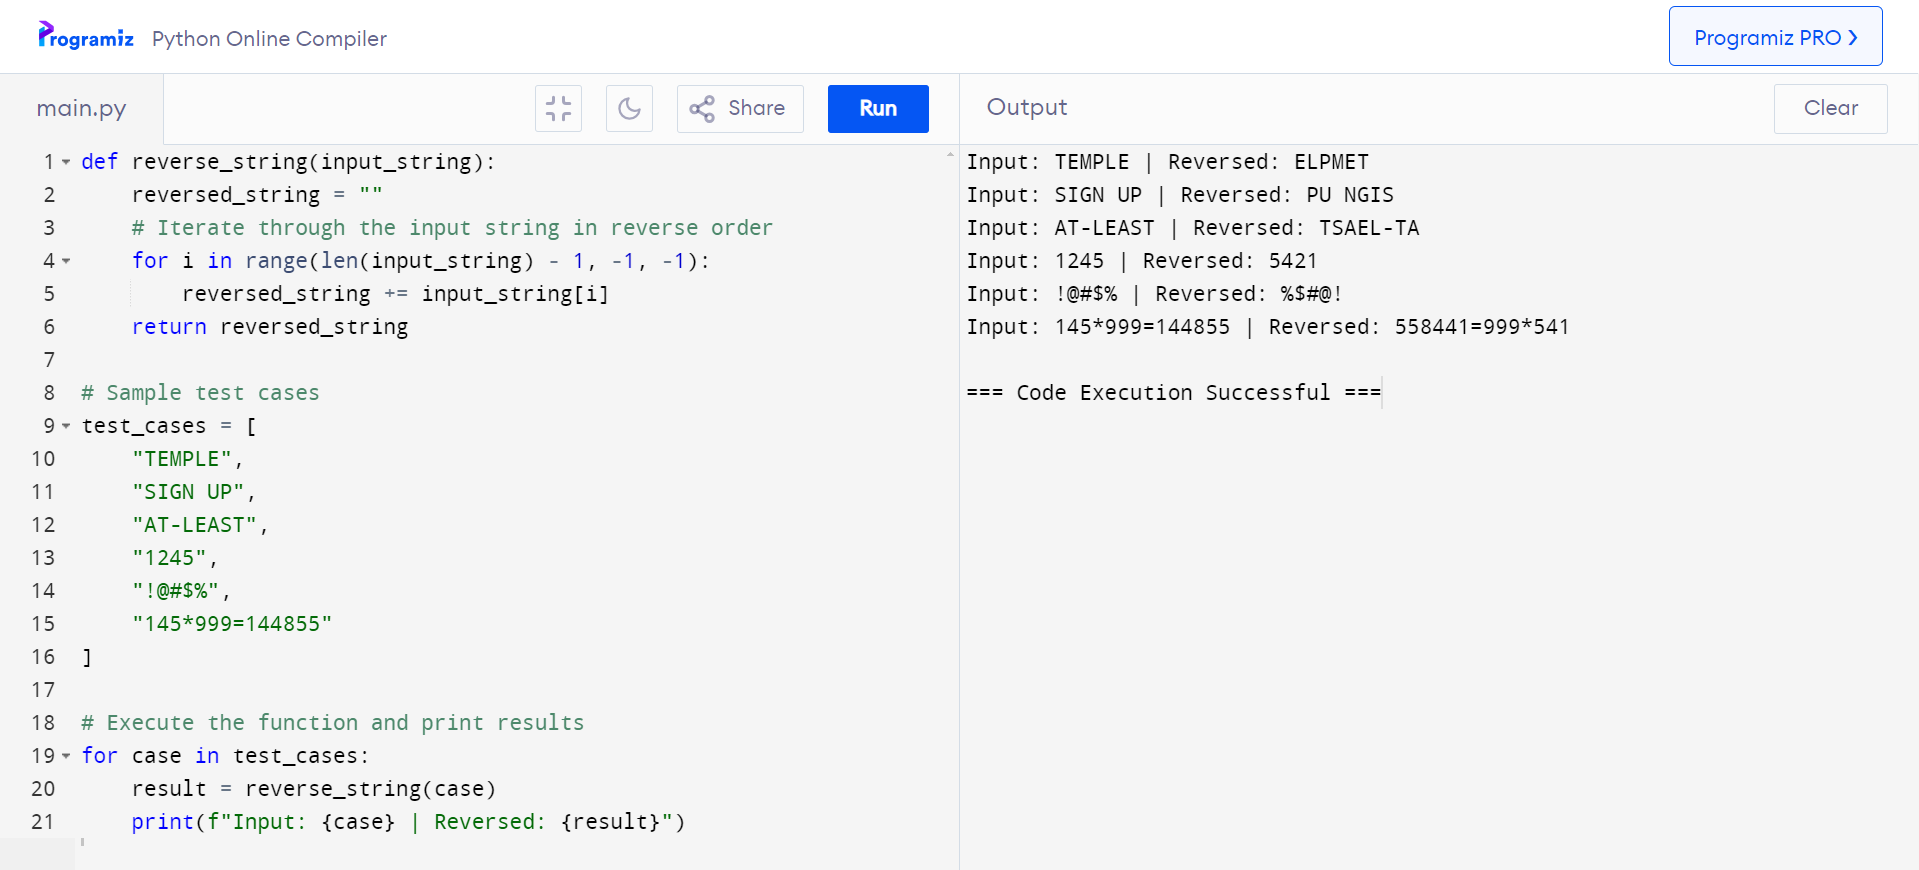 Programiz Python Online Compiler
Programiz PRO
main.py
Share
Run
Output
Clear
1 def reverse_string(input_string):
2     reversed_string = ""
3     # Iterate through the input string in reverse order
4     for i in range(len(input_string) - 1, -1, -1):
5         reversed_string += input_string[i]
6     return reversed_string
7
8 # Sample test cases
9 test_cases = [
10     "TEMPLE",
11     "SIGN UP",
12     "AT-LEAST",
13     "1245",
14     "!@#$%",
15     "145*999=144855"
16 ]
17
18 # Execute the function and print results
19 for case in test_cases:
20     result = reverse_string(case)
21     print(f"Input: {case} | Reversed: {result}")
Input: TEMPLE | Reversed: ELPMET
Input: SIGN UP | Reversed: PU NGIS
Input: AT-LEAST | Reversed: TSAEL-TA
Input: 1245 | Reversed: 5421
Input: !@#$% | Reversed: %$#@!
Input: 145*999=144855 | Reversed: 558441=999*541
=== Code Execution Successful ===